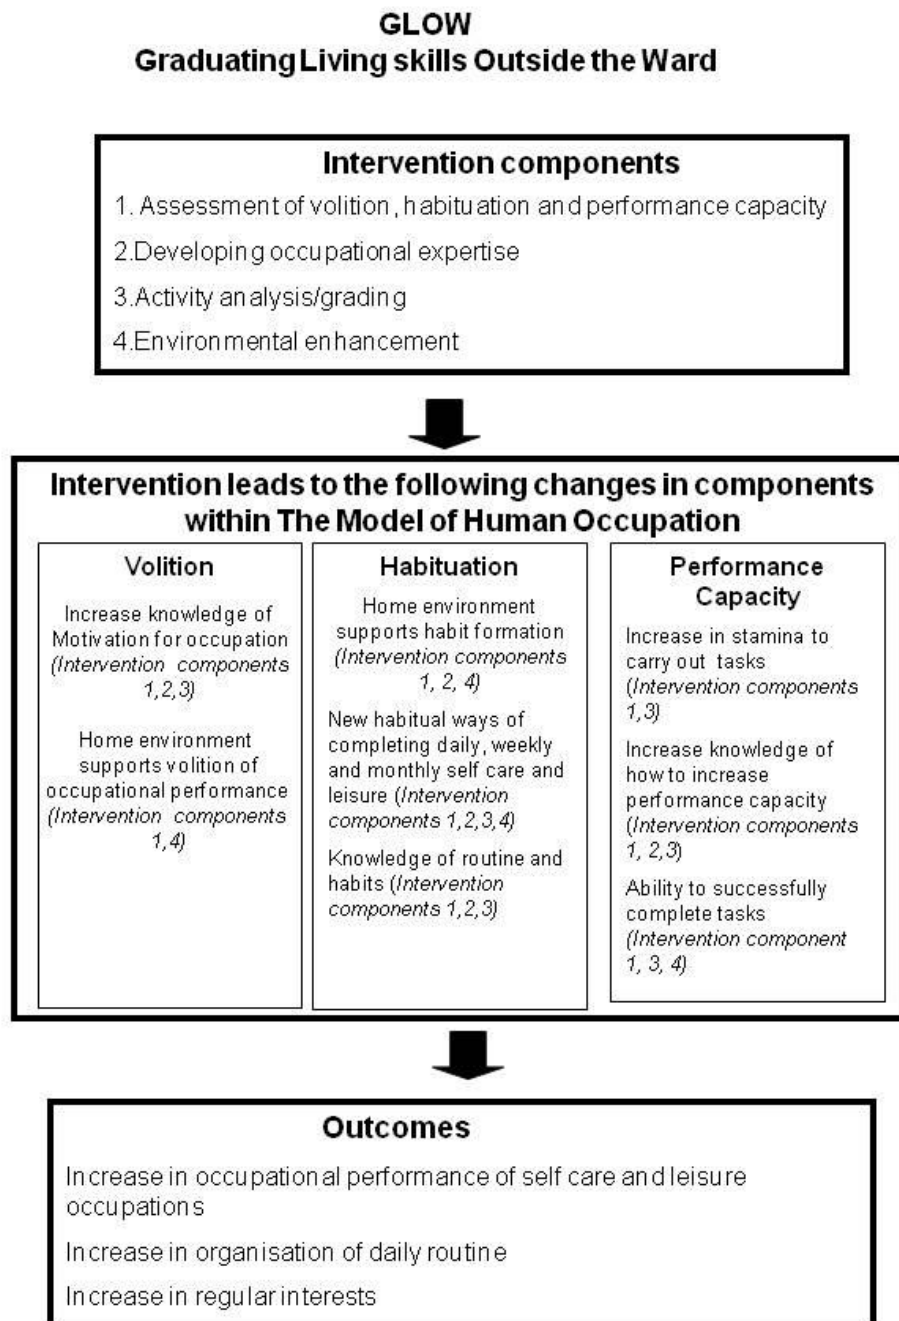 GLOW
Graduating Living skills Outside the Ward
Intervention components
1. Assessment of volition, habituation and performance capacity
2.Developing occupational expertise
3.Activity analysis/grading
4.Environmental enhancement
Intervention leads to the following changes in components
within The Model of Human Occupation
Volition
Increase knowledge of
Motivation for occupation
(Intervention components
1,2,3)
Home environment
supports volition of
occupational performance
(Intervention components
1,4)
Habituation
Home environment
supports habit formation
(Intervention components
1, 2, 4)
New habitual ways of
completing daily, weekly
and monthly self care and
leisure (Intervention
components 1,2,3,4)
Knowledge of routine and
habits (Intervention
components 1,2,3)
Performance
Capacity
Increase in stamina to
carry out tasks
(Intervention components
1,3)
Increase knowledge of
how to increase
performance capacity
(Intervention components
1, 2,3)
Ability to successfully
complete tasks
(Intervention component
1, 3, 4)
Outcomes
Increase in occupational performance of self care and leisure
occupations
Increase in organisation of daily routine
Increase in regular interests